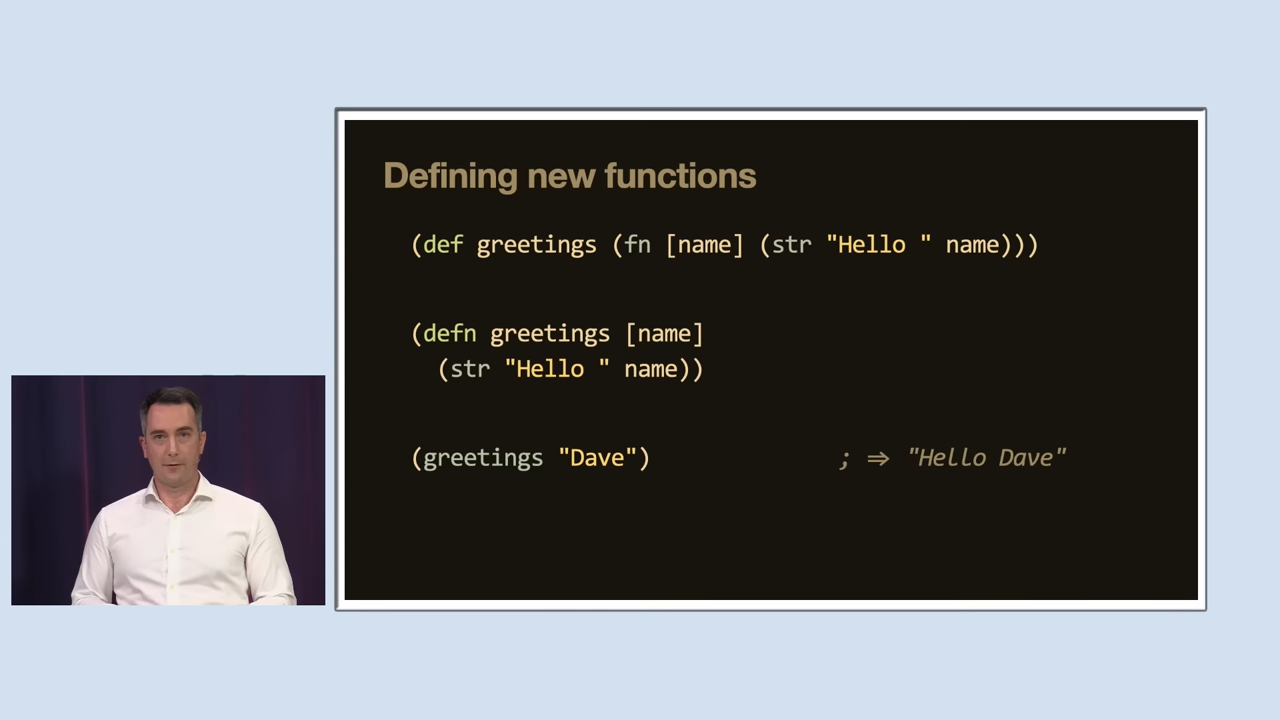 Defining new functions
(def greetings (fn [name] (str "Hello " name)))
(defn greetings [name]
(str "Hello " name))
(greetings "Dave") ; => "Hello Dave"